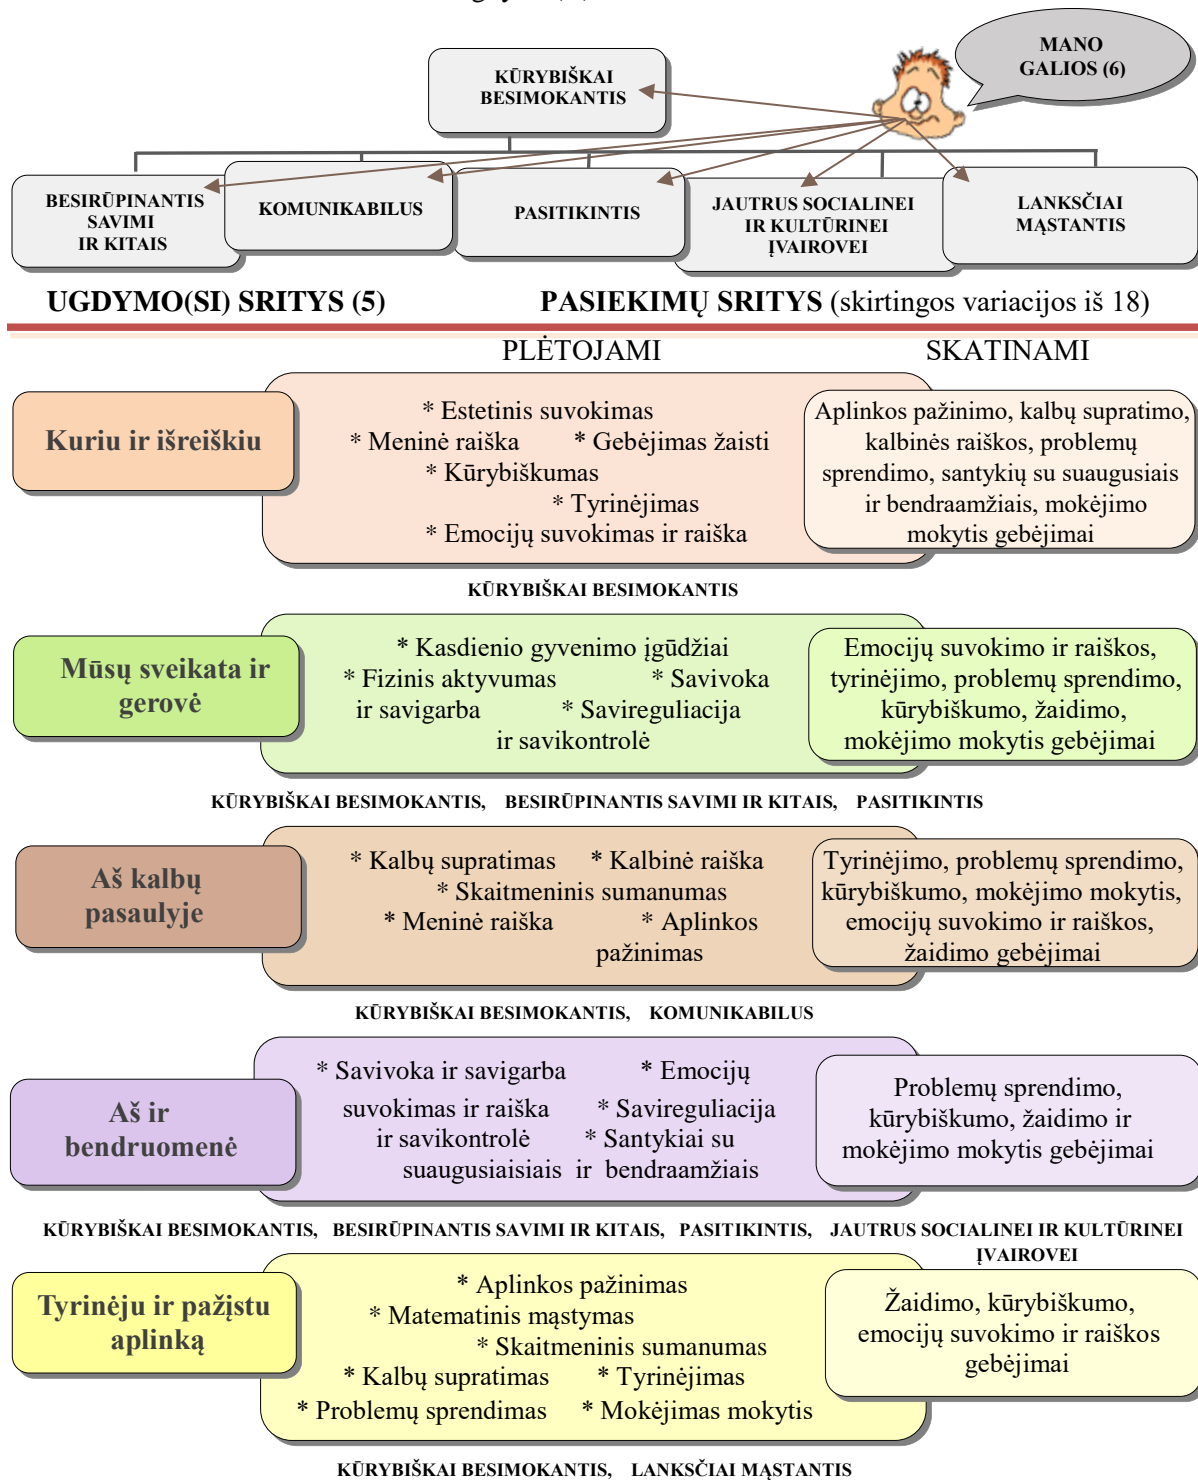 MANO
GALIOS (6)
KŪRYBIŠKAI
BESIMOKANTIS
BESIRŪPINANTIS
SAVIMI
IR KITAIS
KOMUNIKABILUS
PASITIKINTIS
JAUTRUS SOCIALINEI
IR KULTŪRINEI
ĮVAIROVEI
LANKSČIAI
MĄSTANTIS
UGDYMO(SI) SRITYS (5) PASIEKIMŲ SRITYS (skirtingos variacijos iš 18)
PLĖTOJAMI SKATINAMI
Kuriu ir išreiškiu
* Estetinis suvokimas
* Meninė raiška * Gebėjimas žaisti
* Kūrybiškumas
* Tyrinėjimas
* Emocijų suvokimas ir raiška
Aplinkos pažinimo, kalbų supratimo,
kalbinės raiškos, problemų
sprendimo, santykių su suaugusiais
ir bendraamžiais, mokėjimo
mokytis gebėjimai
KŪRYBIŠKAI BESIMOKANTIS
Mūsų sveikata ir
gerovė
* Kasdienio gyvenimo įgūdžiai
* Fizinis aktyvumas * Savivoka
ir savigarba * Savireguliacija
ir savikontrolė
Emocijų suvokimo ir raiškos,
tyrinėjimo, problemų sprendimo,
kūrybiškumo, žaidimo,
mokėjimo mokytis gebėjimai
KŪRYBIŠKAI BESIMOKANTIS, BESIRŪPINANTIS SAVIMI IR KITAIS, PASITIKINTIS
Aš kalbų
pasaulyje
* Kalbų supratimas * Kalbinė raiška
* Skaitmeninis sumanumas
* Meninė raiška * Aplinkos
pažinimas
Tyrinėjimo, problemų sprendimo,
kūrybiškumo, mokėjimo mokytis,
emocijų suvokimo ir raiškos,
žaidimo gebėjimai
KŪRYBIŠKAI BESIMOKANTIS, KOMUNIKABILUS
Aš ir
bendruomenė
* Savivoka ir savigarba * Emocijų
suvokimas ir raiška * Savireguliacija
ir savikontrolė * Santykiai su
suaugusiaisiais ir bendraamžiais
Problemų sprendimo,
kūrybiškumo, žaidimo ir
mokėjimo mokytis gebėjimai
KŪRYBIŠKAI BESIMOKANTIS, BESIRŪPINANTIS SAVIMI IR KITAIS, PASITIKINTIS, JAUTRUS SOCIALINEI IR KULTŪRINEI
ĮVAIROVEI
Tyrinėju ir pažįstu
aplinką
* Aplinkos pažinimas
* Matematinis mąstymas
* Skaitmeninis sumanumas
* Kalbų supratimas * Tyrinėjimas
* Problemų sprendimas * Mokėjimas mokytis
Žaidimo, kūrybiškumo,
emocijų suvokimo ir raiškos
gebėjimai
KŪRYBIŠKAI BESIMOKANTIS, LANKSČIAI MĄSTANTIS